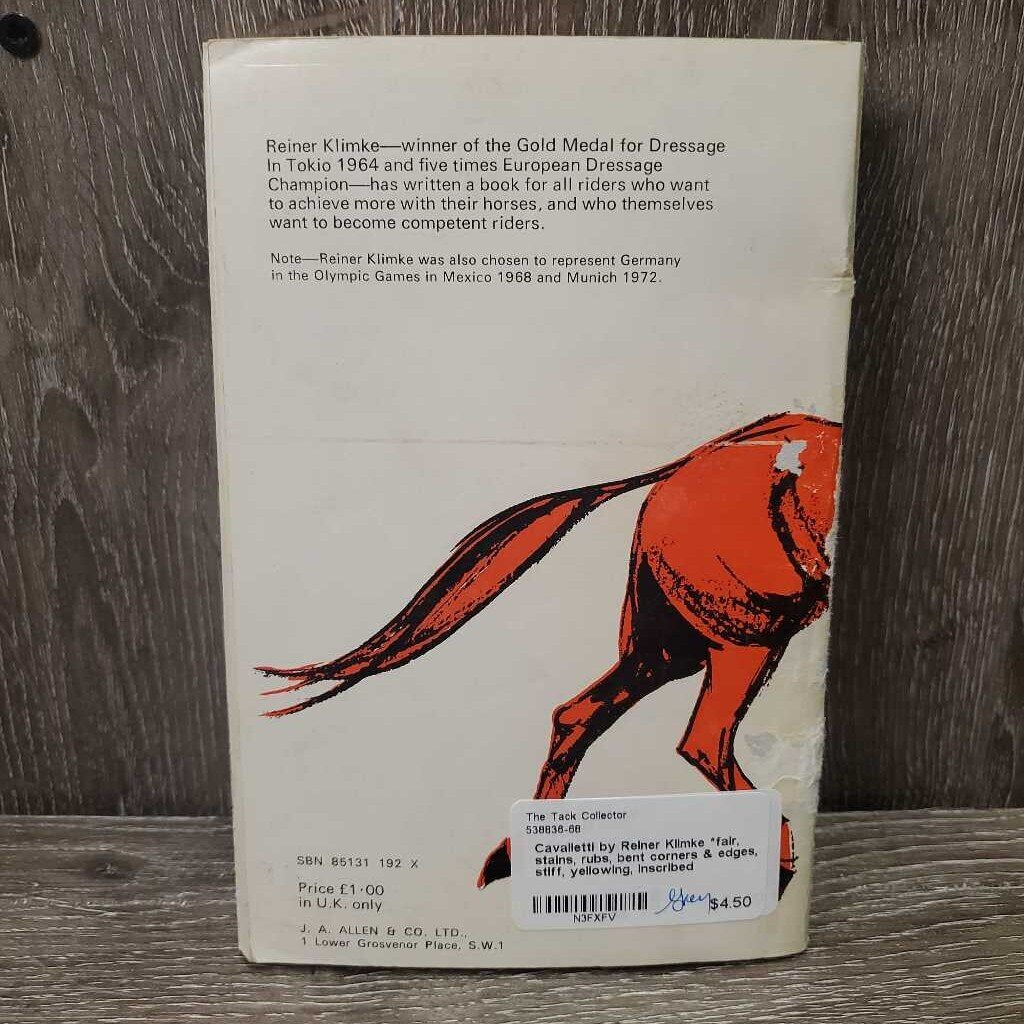 Reiner Klimke—winner of the Gold Medal for Dressage
In Tokio 1964 and five times European Dressage
Champion—has written a book for all riders who want
to achieve more with their horses, and who themselves
want to become competent riders.
Note—Reiner Klimke was also chosen to represent Germany
in the Olympic Games in Mexico 1968 and Munich 1972.
The Tack Collector
538838-68
Cavalletti by Reiner Klimke *fair,
stains, rubs, bent corners & edges,
stiff, yellowing, inscribed
$4.50
N3FXFV
SBN 85131 192 X
Price £1·00
in U.K. only
J. A. ALLEN & CO. LTD.,
1 Lower Grosvenor Place, S.W.1